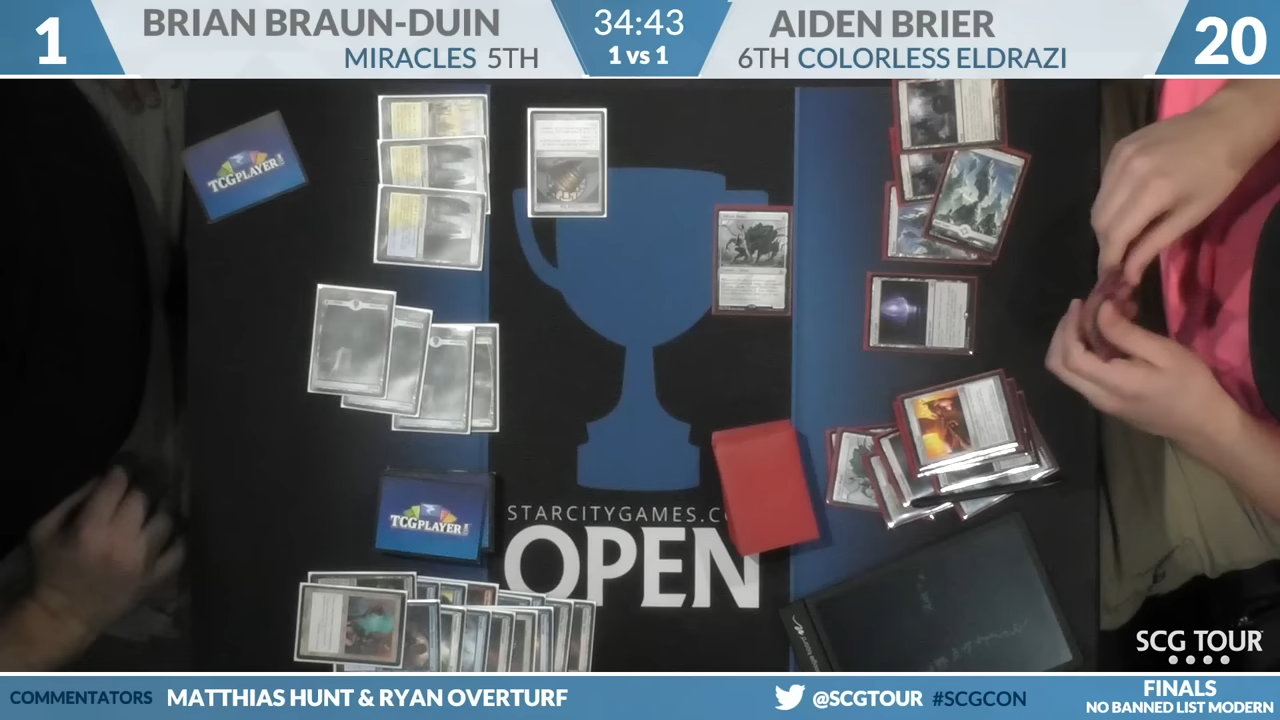 1
BRIAN BRAUN-DUIN
MIRACLES 5TH
34:43
1 vs 1
AIDEN BRIER
6TH COLORLESS ELDRAZI
20
TCGPLAYER
TCGPLAYER
STARCITYGAMES.C
OPEN
SCG TOUR
COMMENTATORS MATTHIAS HUNT & RYAN OVERTURF
@SCGTOUR #SCGCON
FINALS
NO BANNED LIST MODERN